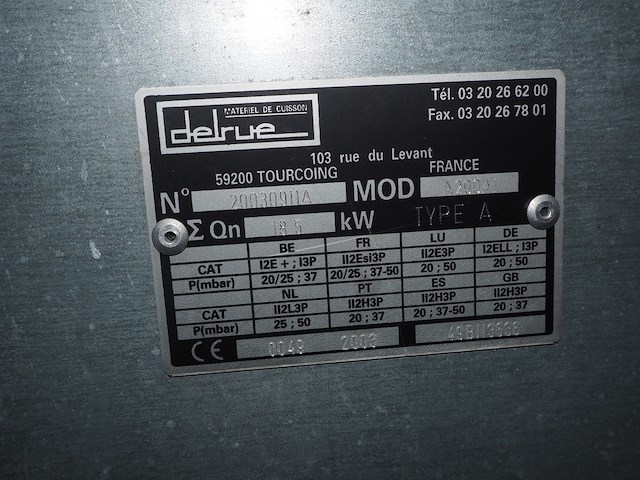 MATERIEL DE CUISSON
delrue
Tél. 03 20 26 62 00
Fax. 03 20 26 78 01
103 rue du Levant
59200 TOURCOING FRANCE
N° MOD
Σ Qn 18.5 kW TYPE A
BE FR LU DE
CAT I2E + ; I3P II2Esi3P II2E3P I2ELL ; I3P
P(mbar) 20/25 ; 37 20/25 ; 37-50 20 ; 50 20 ; 50
NL PT ES GB
CAT II2L3P II2H3P II2H3P II2H3P
P(mbar) 25 ; 50 20 ; 37 20 ; 37-50 20 ; 37
CE 0049 2003